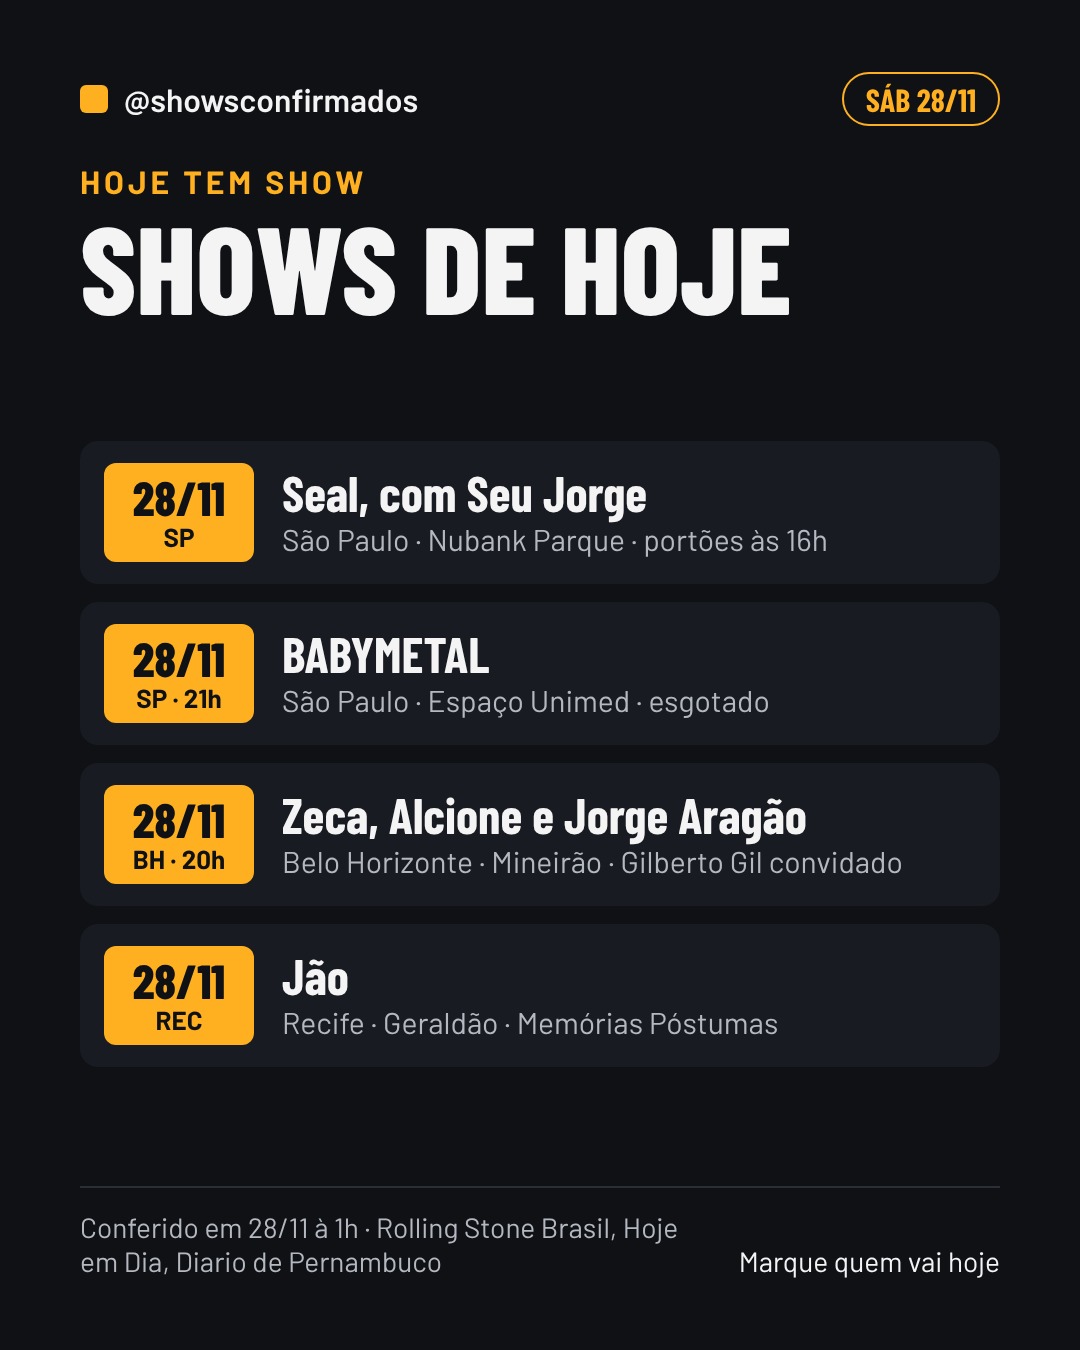 @showsconfirmados
SÁB 28/11
HOJE TEM SHOW
SHOWS DE HOJE
28/11
SP
Seal, com Seu Jorge
São Paulo · Nubank Parque · portões às 16h
28/11
SP · 21h
BABYMETAL
São Paulo · Espaço Unimed · esgotado
28/11
BH · 20h
Zeca, Alcione e Jorge Aragão
Belo Horizonte · Mineirão · Gilberto Gil convidado
28/11
REC
Jão
Recife · Geraldão · Memórias Póstumas
Conferido em 28/11 à 1h · Rolling Stone Brasil, Hoje
em Dia, Diario de Pernambuco
Marque quem vai hoje